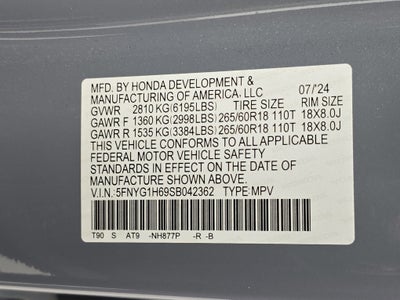 MFD. BY HONDA DEVELOPMENT &
MANUFACTURING OF AMERICA, LLC 07/'24
GVWR 2810 KG (6195LBS) TIRE SIZE RIM SIZE
GAWR F 1360 KG (2998LBS) 265/60R18 110T 18X8.0J
GAWR R 1535 KG (3384LBS) 265/60R18 110T 18X8.0J
THIS VEHICLE CONFORMS TO ALL APPLICABLE
FEDERAL MOTOR VEHICLE SAFETY
STANDARDS IN EFFECT ON THE DATE OF
MANUFACTURE SHOWN ABOVE.
V.I.N.:5FNYG1H69SB042362 TYPE:MPV
T90 S AT9 -NH877P -R -B